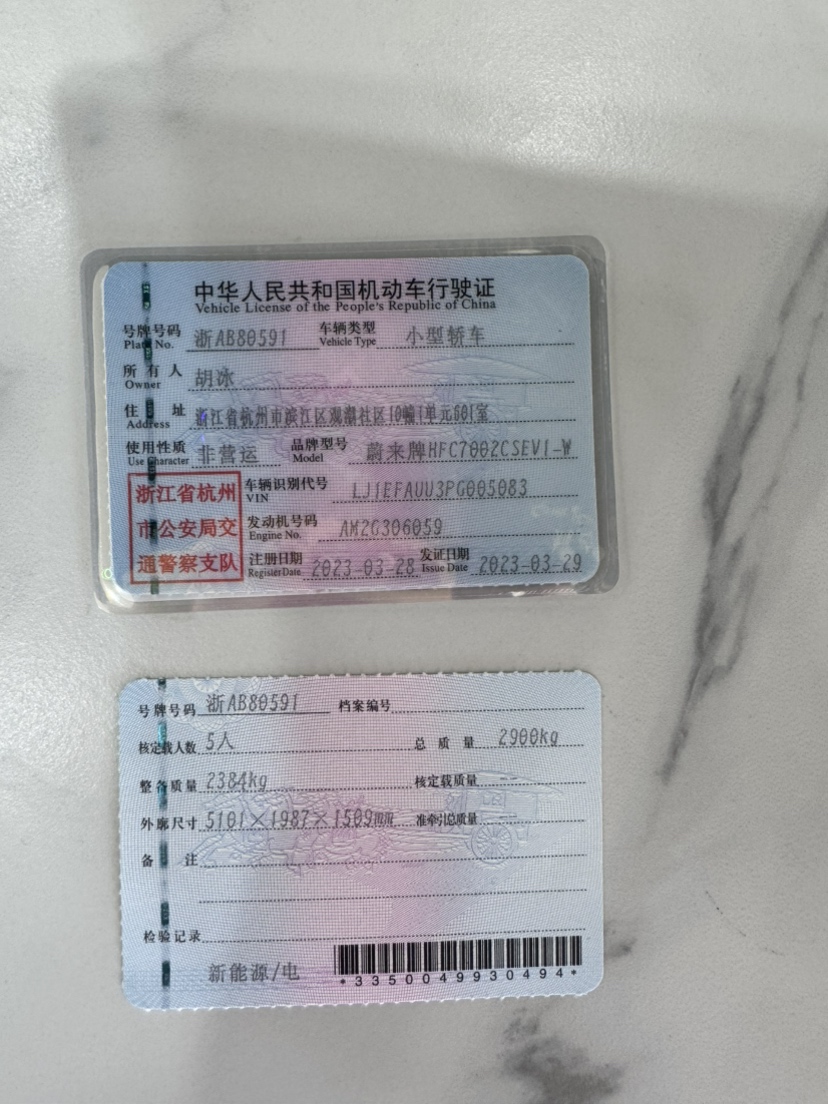 中华人民共和国机动车行驶证
Vehicle License of the People's Republic of China
号牌号码 浙AB80591 车辆类型 小型轿车
Plate No. Vehicle Type
所有人 胡冰
Owner
住址 浙江省杭州市滨江区观潮社区10幢1单元601室
Address
使用性质 非营运 品牌型号 蔚来牌HFC7002CSEV1-W
Use Character Model
浙江省杭州
市公安局交
通警察支队
车辆识别代号 LJ1EFAUU3PG005083
VIN
发动机号码 AM2G306059
Engine No.
注册日期 2023-03-28 发证日期 2023-03-29
Register Date Issue Date
号牌号码 浙AB80591 档案编号
核定载人数 5人 总质量 2900kg
整备质量 2384kg 核定载质量 --
外廓尺寸 5101×1987×1509mm 准牵引总质量 --
备注
检验记录
新能源/电
*3350049930494*